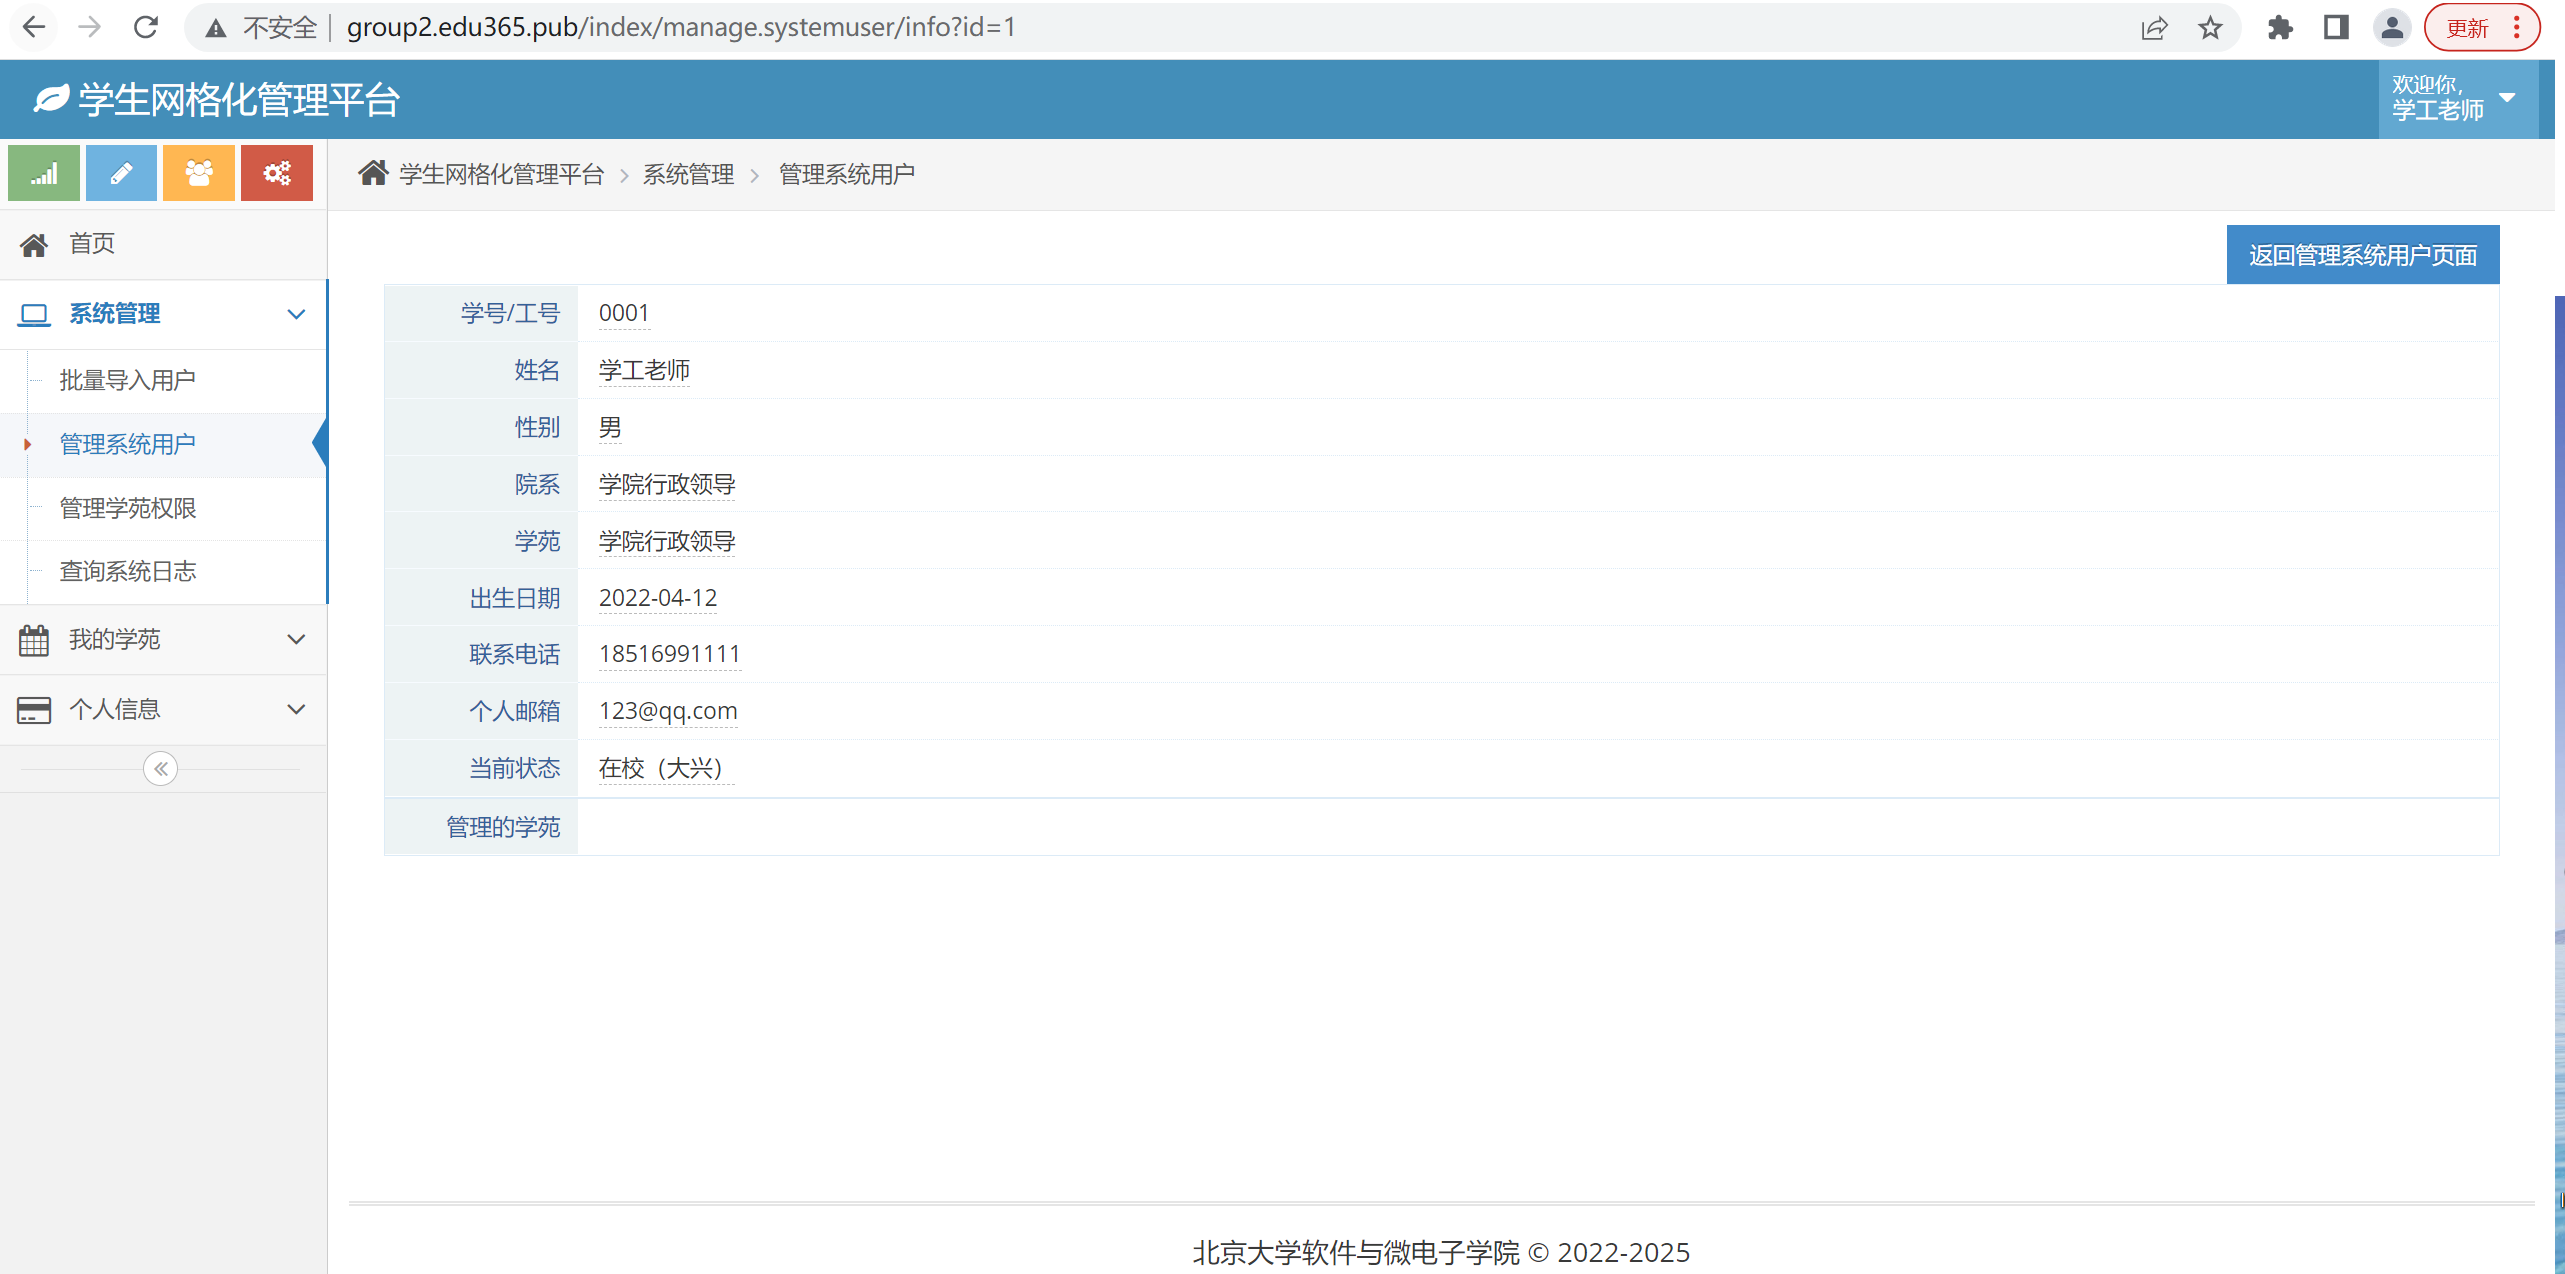 不安全 | group2.edu365.pub/index/manage.systemuser/info?id=1
更新
学生网格化管理平台
欢迎你,
学工老师
学生网格化管理平台 > 系统管理 > 管理系统用户
首页
系统管理
批量导入用户
管理系统用户
管理学苑权限
查询系统日志
我的学苑
个人信息
返回管理系统用户页面
学号/工号 0001
姓名 学工老师
性别 男
院系 学院行政领导
学苑 学院行政领导
出生日期 2022-04-12
联系电话 18516991111
个人邮箱 123@qq.com
当前状态 在校（大兴）
管理的学苑
北京大学软件与微电子学院 © 2022-2025